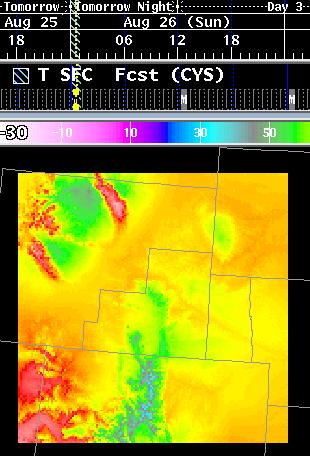 Tomorrow Tomorrow Night Day 3
Aug 25 Aug 26 (Sun)
18 06 12 18
T SFC Fcst (CYS)
M M
-30 -10 10 30 50